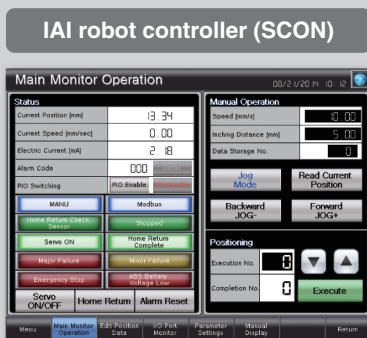 IAI robot controller (SCON)
Main Monitor Operation
08/21/2014 10:12
Status
Current Position [mm] 13.34
Current Speed [mm/sec] 0.00
Electric Current [mA] 2.18
Alarm Code 000
PIO Switching PIO Enable
MANU Modbus
Home Return Check Sensor Stopped
Servo ON Home Return Complete
Major Failure Minor Failure
Emergency Stop ABS Battery Voltage Low
Servo ON/OFF Home Return Alarm Reset
Manual Operation
Speed [mm/s] 10.00
Inching Distance [mm] 5.00
Data Storage No. 0
Jog Mode Read Current Position
Backward JOG- Forward JOG+
Positioning
Execution No. 0
Completion No. 0 Execute
Menu Main Monitor Operation Edit Position Data I/O Port Monitor Parameter Settings Manual Display Return